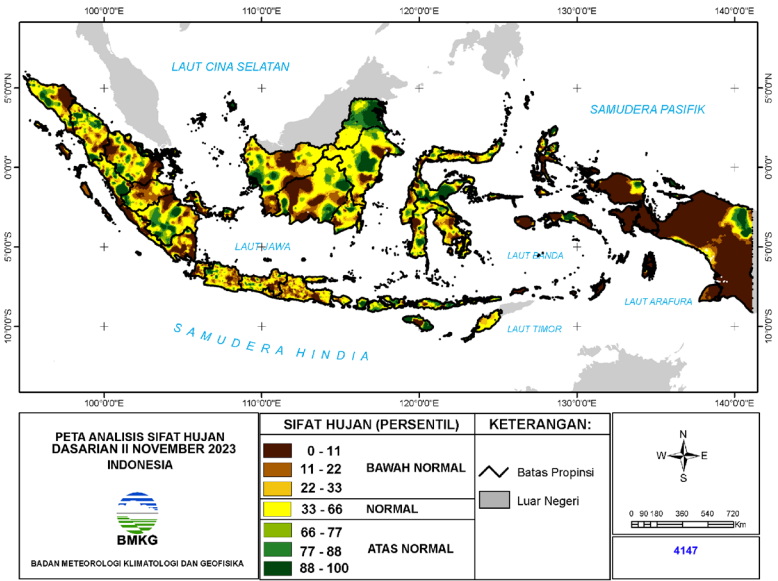 100°0'0"E 110°0'0"E 120°0'0"E 130°0'0"E 140°0'0"E
LAUT CINA SELATAN
SAMUDERA PASIFIK
5°0'0"N
5°0'0"N
0°0'0"
0°0'0"
LAUT JAWA
LAUT BANDA
5°0'0"S
5°0'0"S
LAUT ARAFURA
LAUT TIMOR
10°0'0"S
10°0'0"S
SAMUDERA HINDIA
100°0'0"E 110°0'0"E 120°0'0"E 130°0'0"E 140°0'0"E
PETA ANALISIS SIFAT HUJAN
DASARIAN II NOVEMBER 2023
INDONESIA
BMKG
BADAN METEOROLOGI KLIMATOLOGI DAN GEOFISIKA
SIFAT HUJAN (PERSENTIL)
0 - 11
11 - 22
22 - 33
BAWAH NORMAL
33 - 66 NORMAL
66 - 77
77 - 88
88 - 100
ATAS NORMAL
KETERANGAN:
Batas Propinsi
Luar Negeri
N
W E
S
0 90 180 360 540 720
Km
4147